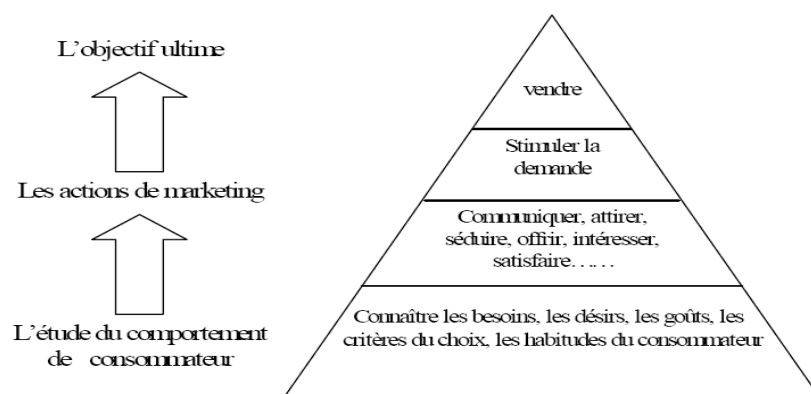 L'objectif ultime
Les actions de marketing
L'étude du comportement
de consommateur
vendre
Stimuler la
demande
Communiquer, attirer,
séduire, offrir, intéresser,
satisfaire……
Connaître les besoins, les désirs, les goûts, les
critères du choix, les habitudes du consommateur